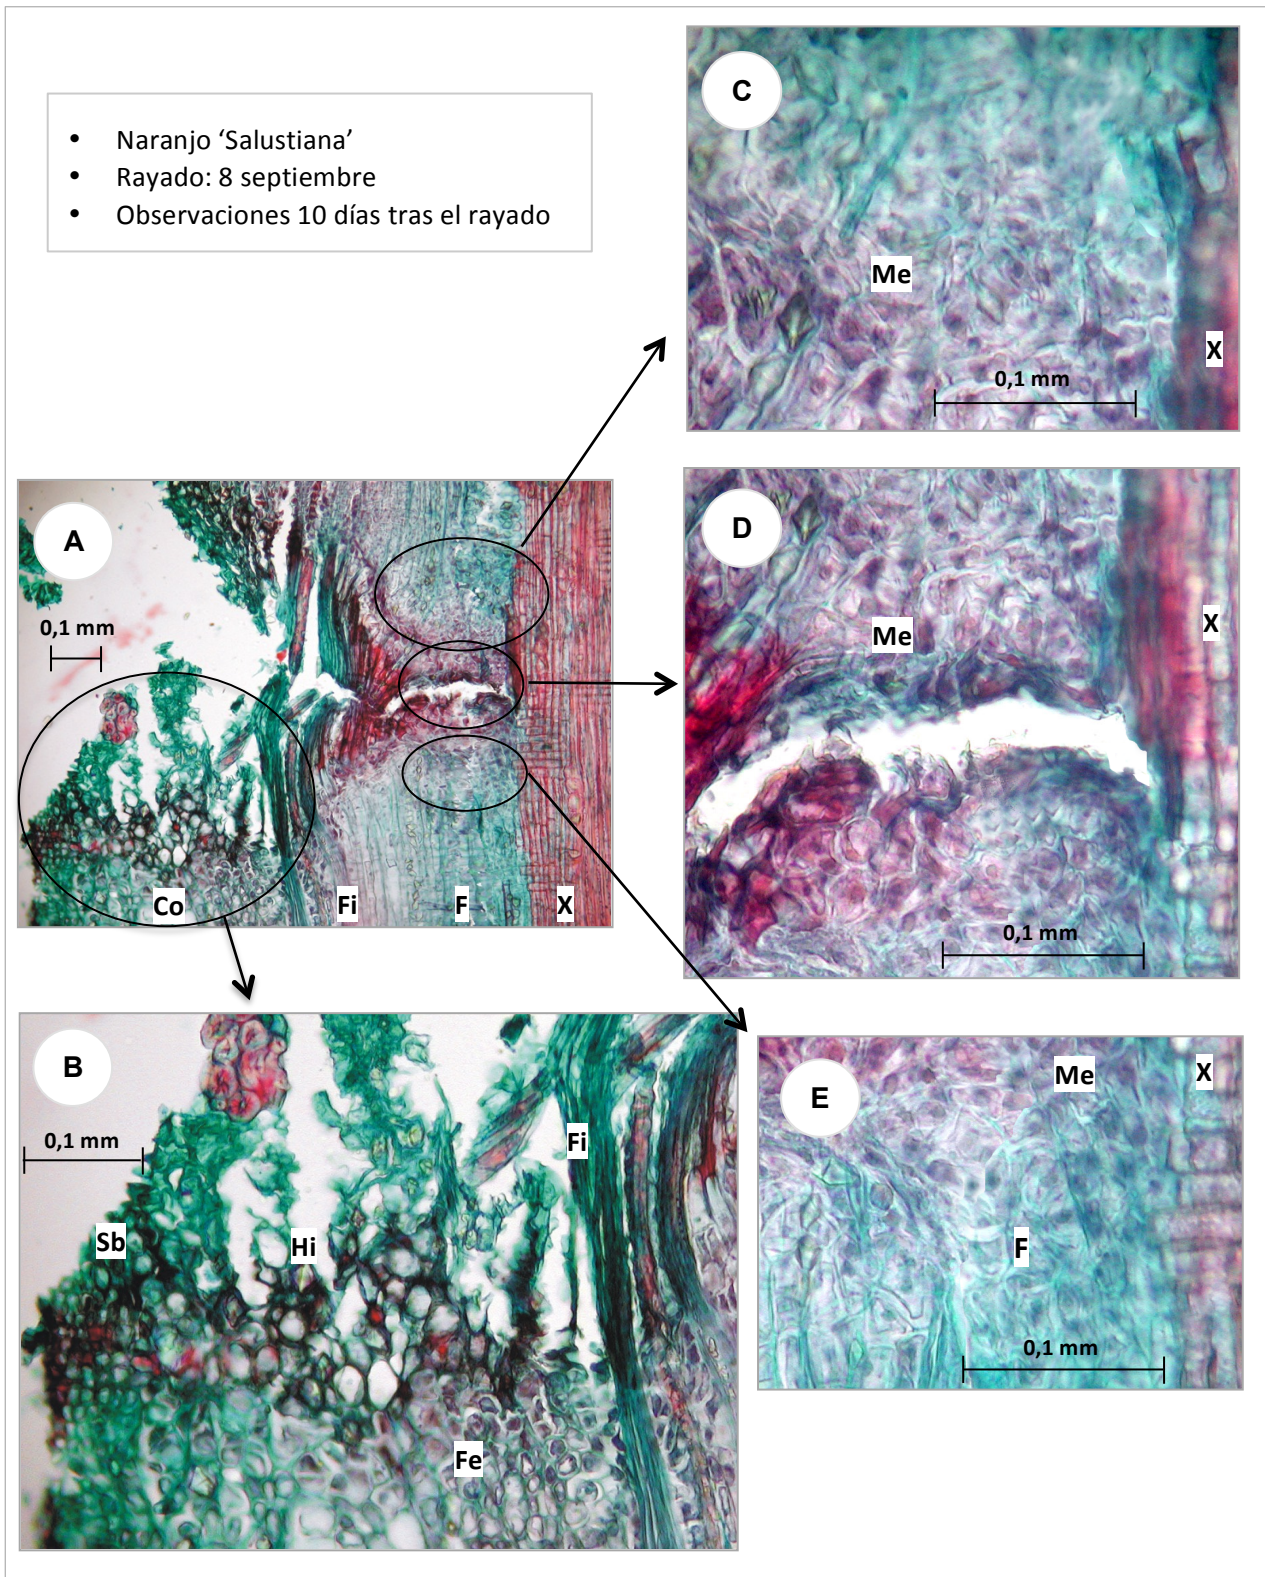 • Naranjo ‘Salustiana’
• Rayado: 8 septiembre
• Observaciones 10 días tras el rayado
C
Me
X
0,1 mm
A
0,1 mm
Co
Fi
F
X
D
Me
X
0,1 mm
B
0,1 mm
Fi
Sb
Hi
Fe
E
Me
X
F
0,1 mm